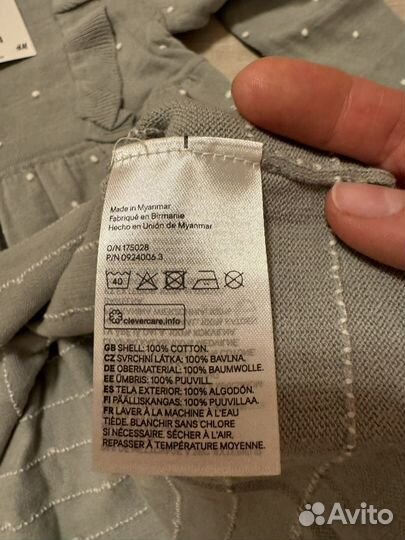 H&M
Made in Myanmar
Fabriqué en Birmanie
Hecho en Unión de Myanmar
O/N 175028
P/N 0924006.3
40
clevercare.info
GB SHELL: 100% COTTON.
CZ SVRCHNÍ LÁTKA: 100% BAVLNA.
DE OBERMATERIAL: 100% BAUMWOLLE.
EE ÜMBRIS: 100% PUUVILL.
ES TELA EXTERIOR: 100% ALGODÓN.
FI PÄÄLLISKANGAS: 100% PUUVILLAA.
FR LAVER À LA MACHINE À L'EAU
TIÈDE. BLANCHIR SANS CHLORE
SI NÉCESSAIRE. SÉCHER À L'AIR.
REPASSER À TEMPÉRATURE MOYENNE.
Avito